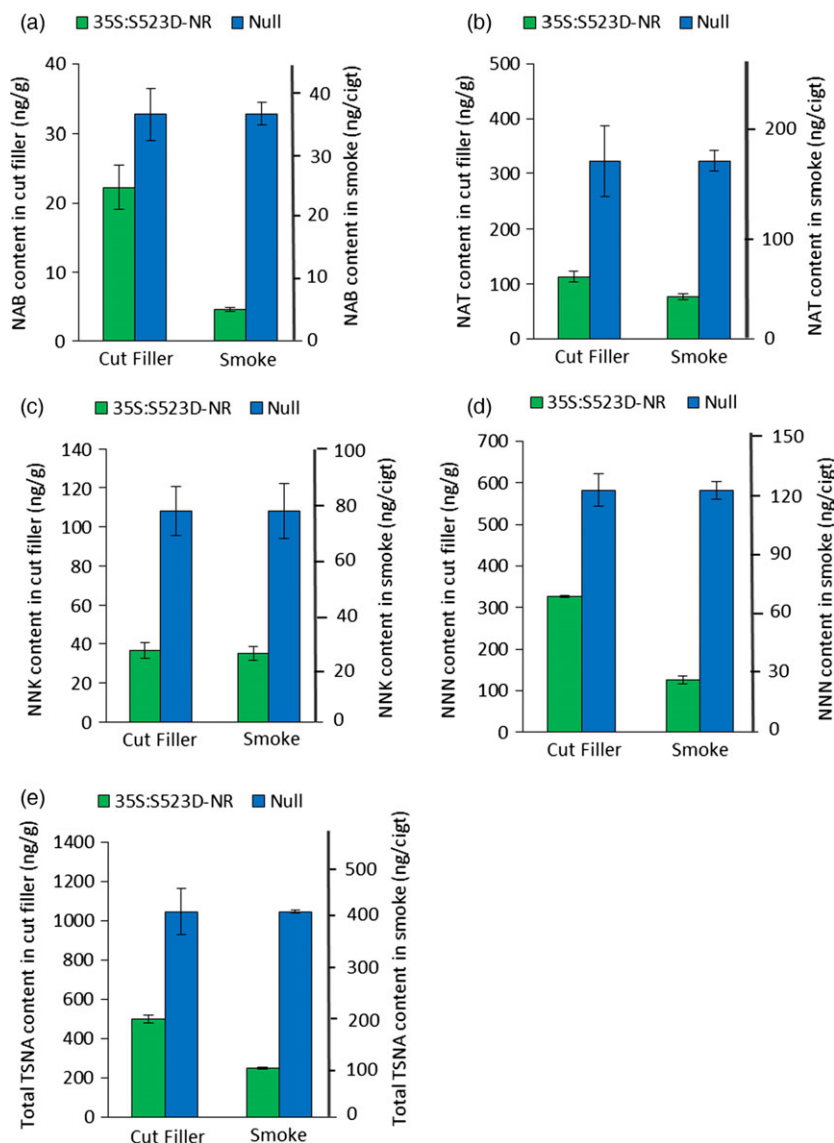 (a)
35S:S523D-NR Null
NAB content in cut filler (ng/g)
40
30
20
10
0
NAB content in smoke (ng/cigt)
40
30
20
10
0
Cut Filler Smoke
(b)
35S:S523D-NR Null
NAT content in cut filler (ng/g)
500
400
300
200
100
0
NAT content in smoke (ng/cigt)
200
100
0
Cut Filler Smoke
(c)
35S:S523D-NR Null
NNK content in cut filler (ng/g)
140
120
100
80
60
40
20
0
NNK content in smoke (ng/cigt)
100
80
60
40
20
0
Cut Filler Smoke
(d)
35S:S523D-NR Null
NNN content in cut filler (ng/g)
700
600
500
400
300
200
100
0
NNN content in smoke (ng/cigt)
150
120
90
60
30
0
Cut Filler Smoke
(e)
35S:S523D-NR Null
Total TSNA content in cut filler (ng/g)
1400
1200
1000
800
600
400
200
0
Total TSNA content in smoke (ng/cigt)
500
400
300
200
100
0
Cut Filler Smoke